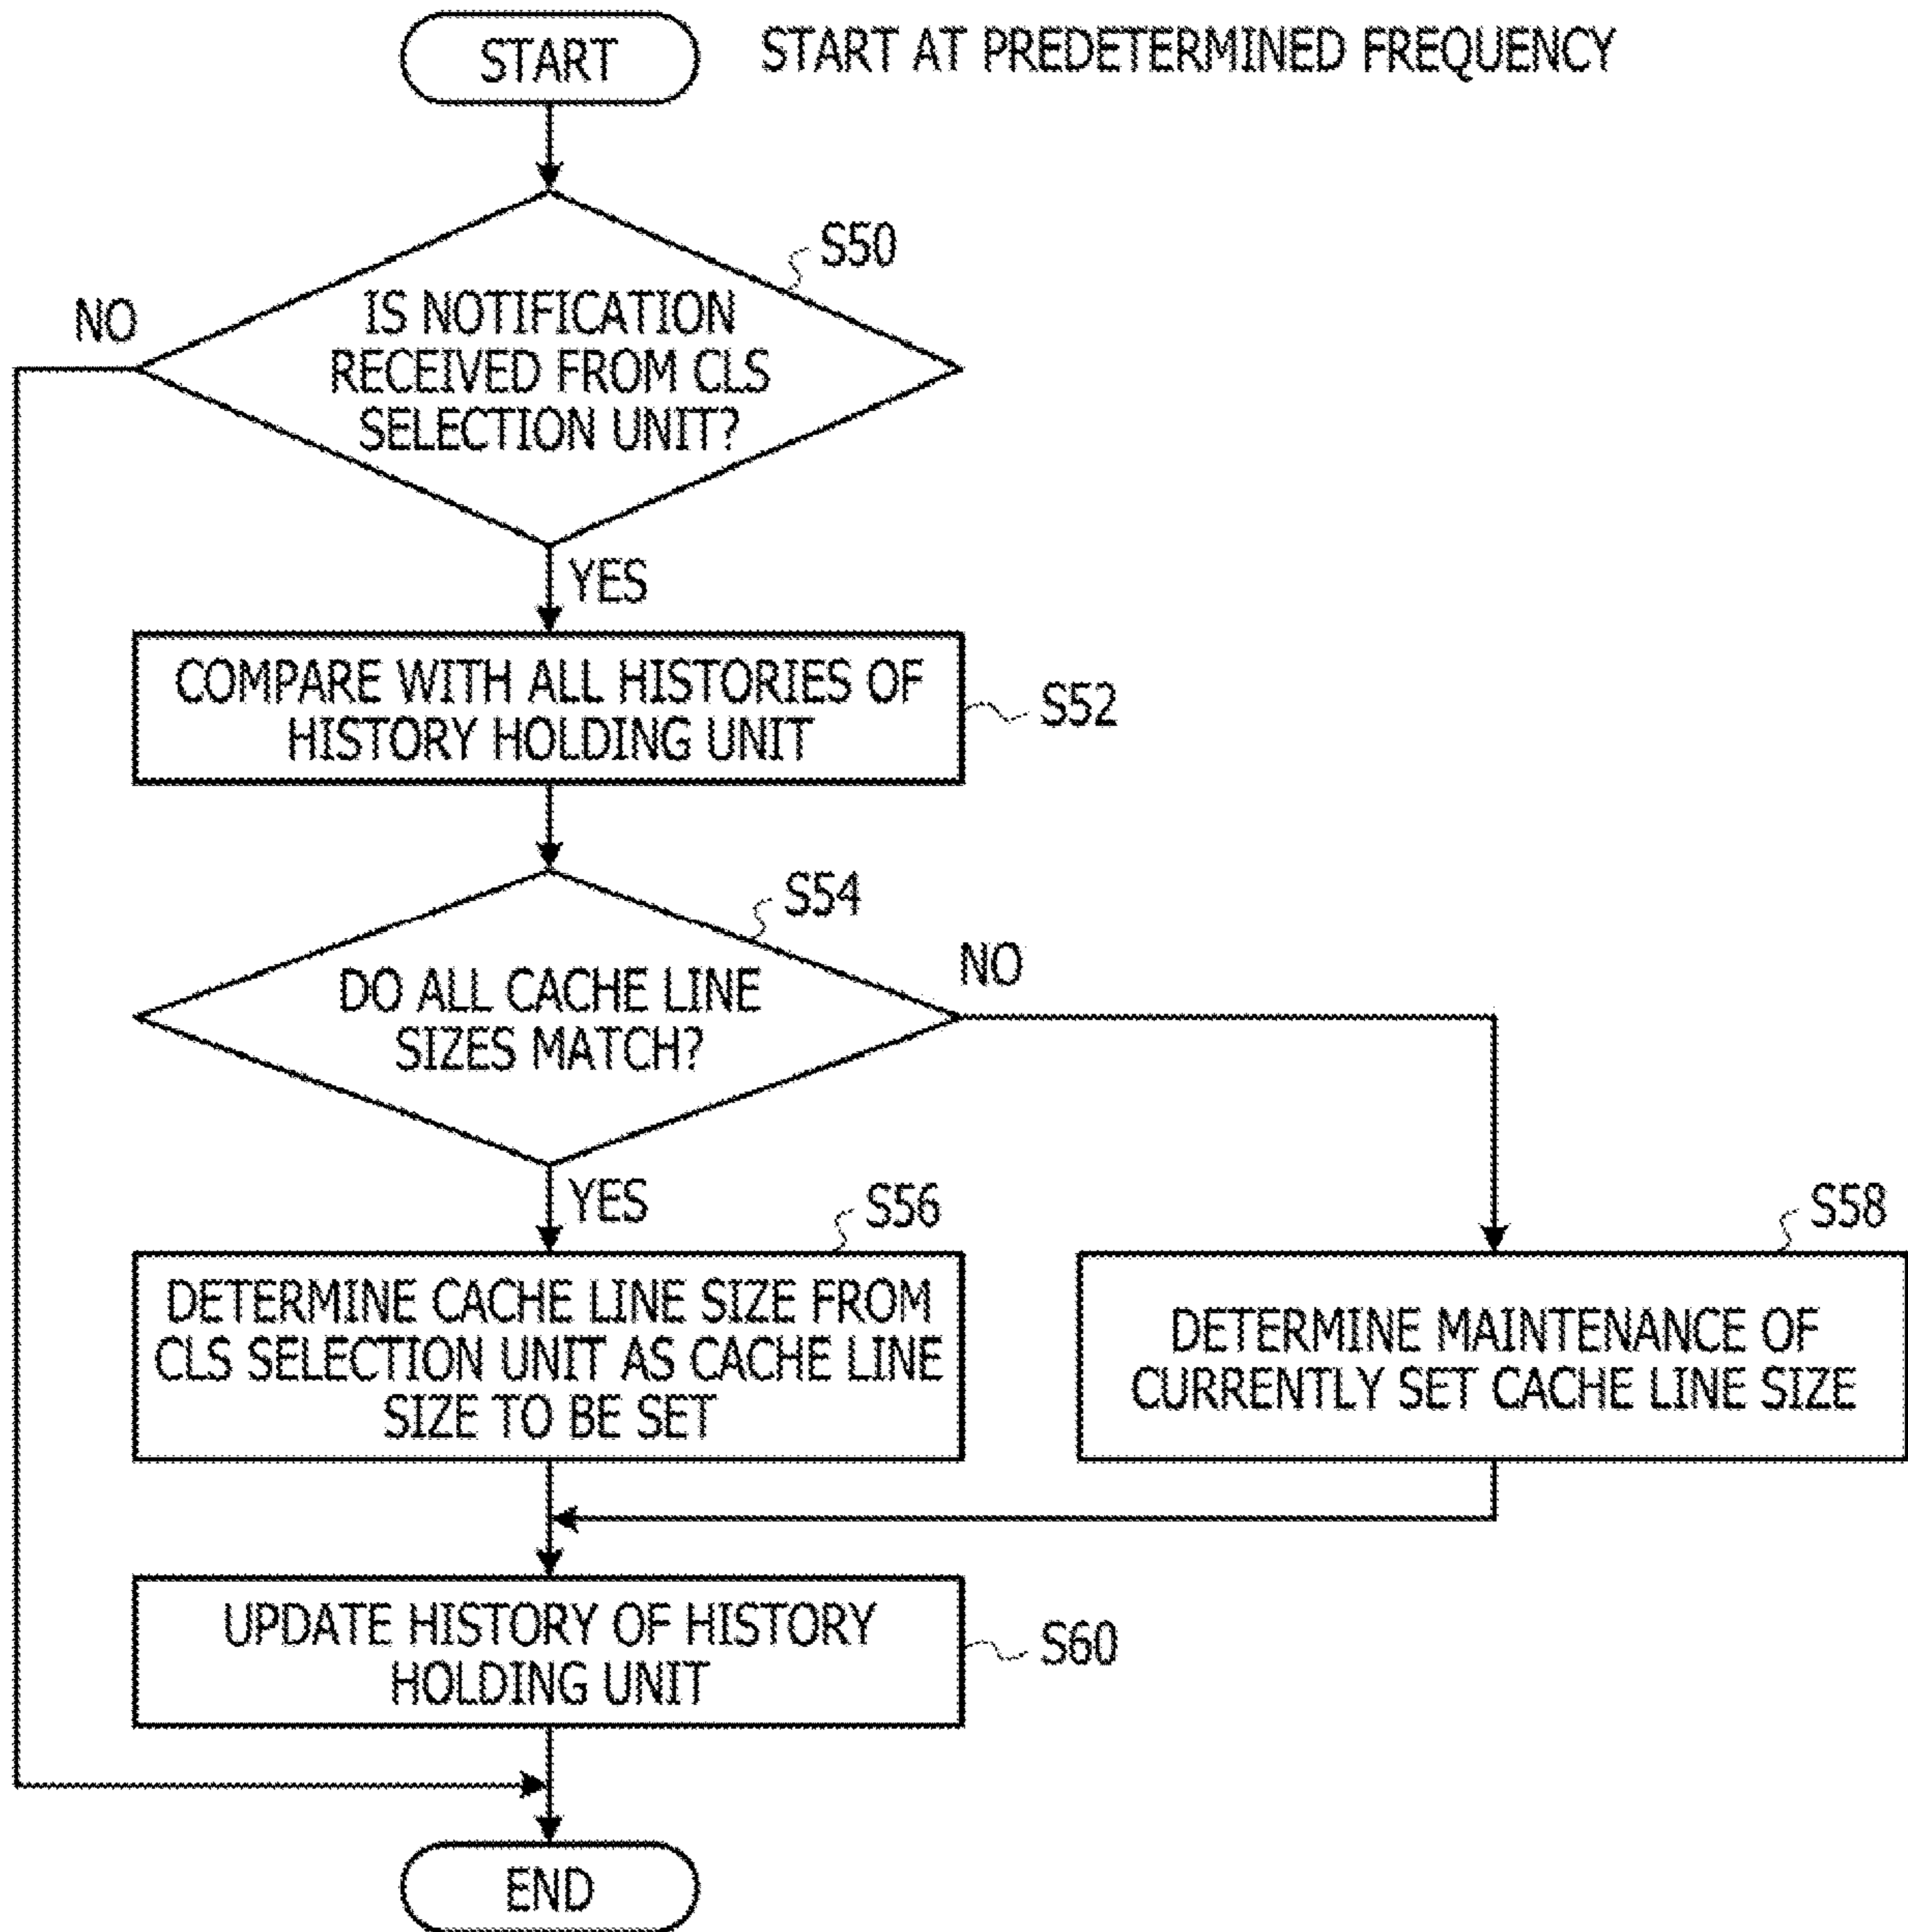 START
START AT PREDETERMINED FREQUENCY
S50
NO
IS NOTIFICATION
RECEIVED FROM CLS
SELECTION UNIT?
YES
COMPARE WITH ALL HISTORIES OF
HISTORY HOLDING UNIT
S52
S54
NO
DO ALL CACHE LINE
SIZES MATCH?
YES
S56
S58
DETERMINE CACHE LINE SIZE FROM
CLS SELECTION UNIT AS CACHE LINE
SIZE TO BE SET
DETERMINE MAINTENANCE OF
CURRENTLY SET CACHE LINE SIZE
UPDATE HISTORY OF HISTORY
HOLDING UNIT
S60
END